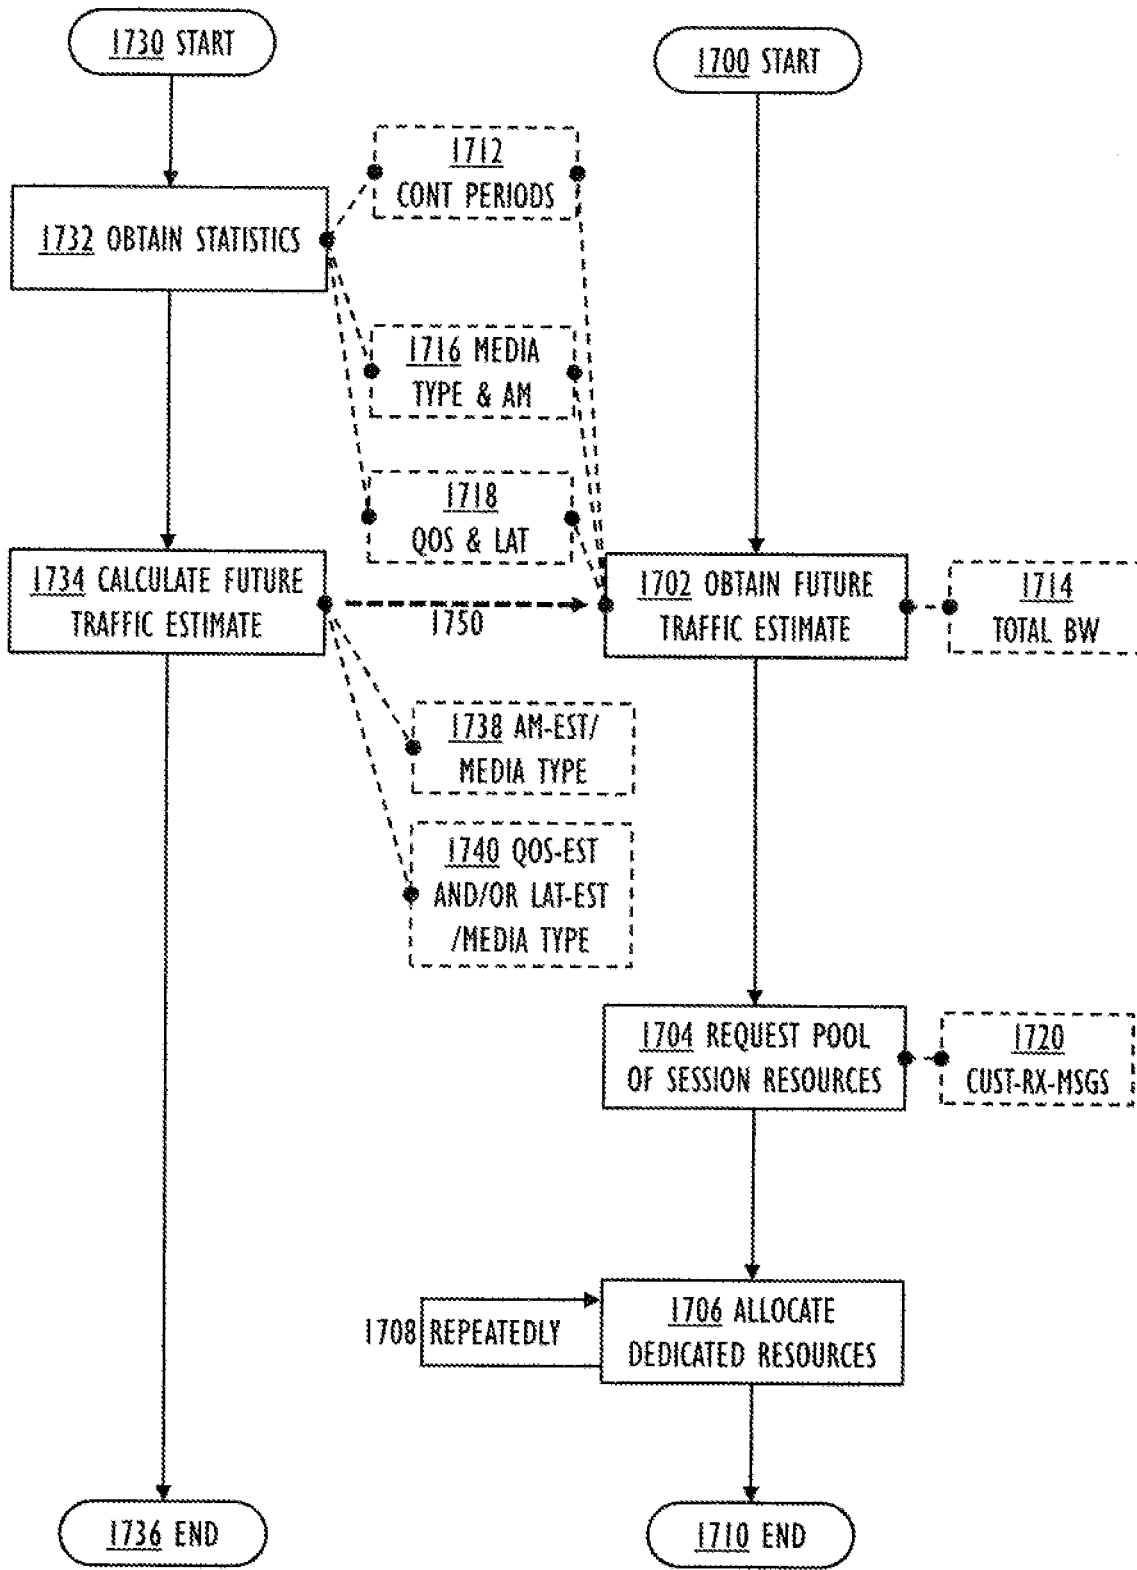 1730 START
1700 START
1712
CONT PERIODS
1732 OBTAIN STATISTICS
1716 MEDIA
TYPE & AM
1718
QOS & LAT
1734 CALCULATE FUTURE
TRAFFIC ESTIMATE
1750
1702 OBTAIN FUTURE
TRAFFIC ESTIMATE
1714
TOTAL BW
1738 AM-EST/
MEDIA TYPE
1740 QOS-EST
AND/OR LAT-EST
/MEDIA TYPE
1704 REQUEST POOL
OF SESSION RESOURCES
1720
CUST-RX-MSGS
1706 ALLOCATE
DEDICATED RESOURCES
1708 REPEATEDLY
1736 END
1710 END